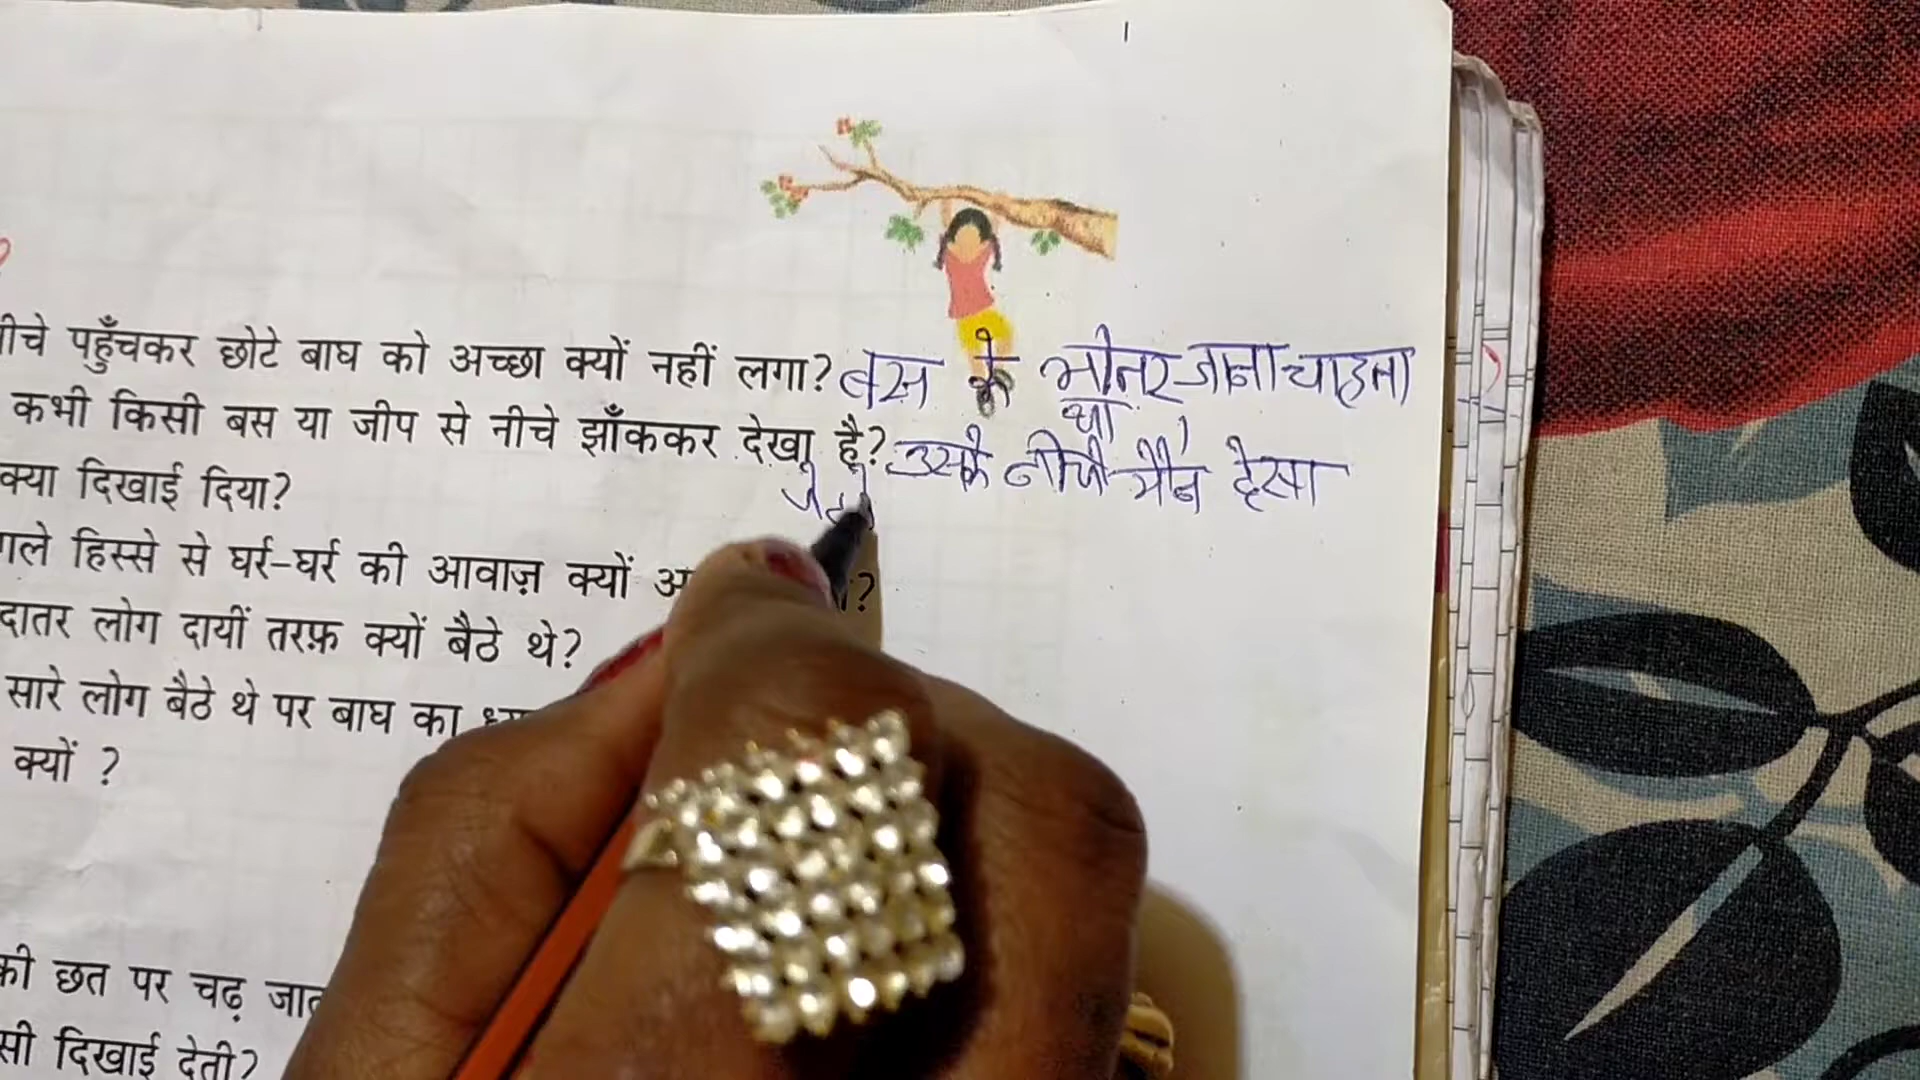 नीचे पहुँचकर छोटे बाघ को अच्छा क्यों नहीं लगा? बस के भीतर जाना चाहता
था।
कभी किसी बस या जीप से नीचे झाँककर देखा है? उसके नीचे मैने देखा
क्या दिखाई दिया?
गले हिस्से से घर्र-घर्र की आवाज़ क्यों
दातर लोग दायीं तरफ़ क्यों बैठे थे?
सारे लोग बैठे थे पर बाघ का
क्यों ?
की छत पर चढ़
सी दिखाई देती?